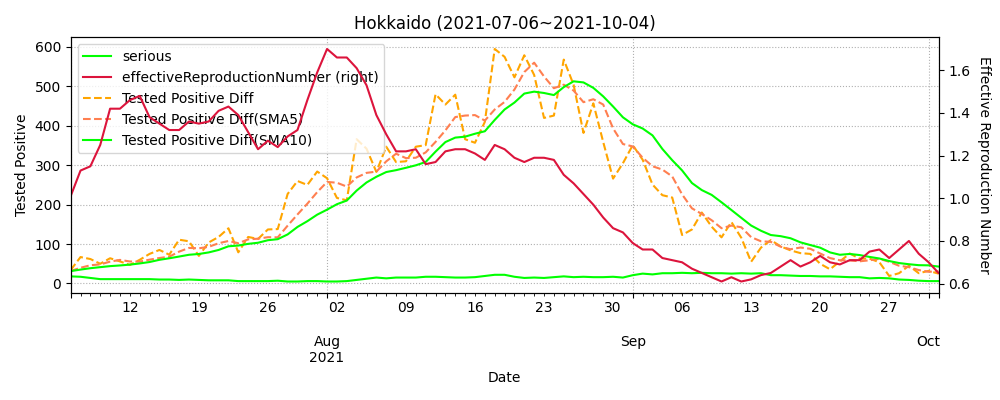 Hokkaido (2021-07-06~2021-10-04)
serious
effectiveReproductionNumber (right)
Tested Positive Diff
Tested Positive Diff(SMA5)
Tested Positive Diff(SMA10)
Tested Positive
600
500
400
300
200
100
0
Effective Reproduction Number
1.6
1.4
1.2
1.0
0.8
0.6
12 19 26 02 09 16 23 30 06 13 20 27
Aug Sep Oct
2021
Date